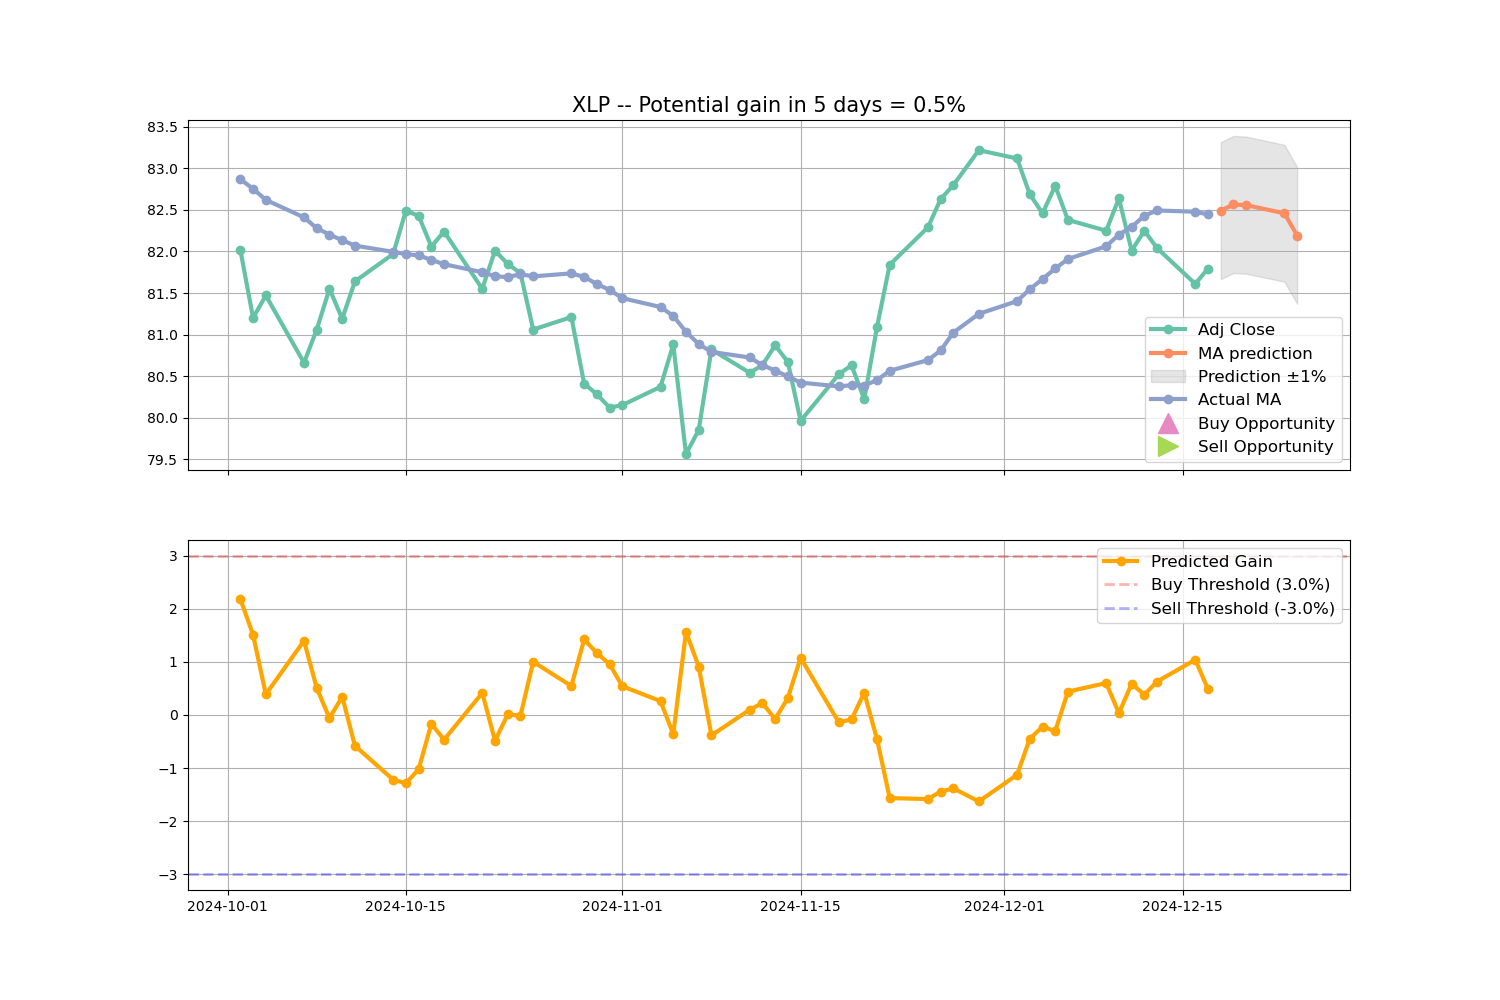 XLP -- Potential gain in 5 days = 0.5%
83.5
83.0
82.5
82.0
81.5
81.0
80.5
80.0
79.5
Adj Close
MA prediction
Prediction ±1%
Actual MA
Buy Opportunity
Sell Opportunity
3
2
1
0
−1
−2
−3
Predicted Gain
Buy Threshold (3.0%)
Sell Threshold (-3.0%)
2024-10-01 2024-10-15 2024-11-01 2024-11-15 2024-12-01 2024-12-15